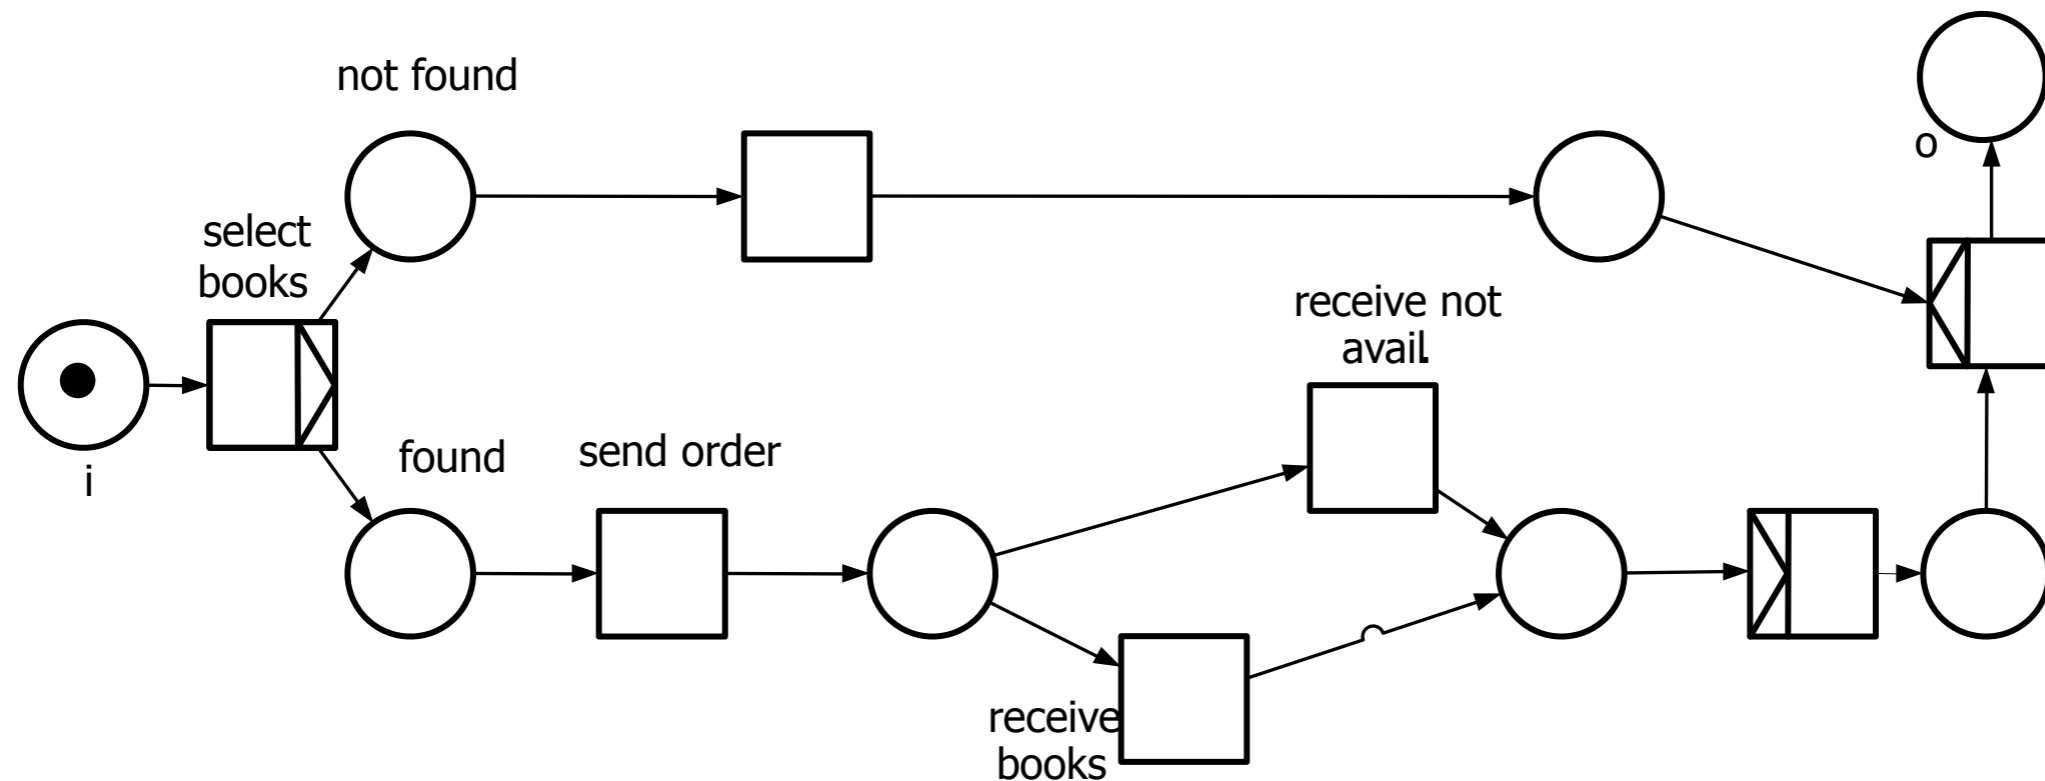 not found
o
select
books
receive not
avail.
i
found
send order
receive
books